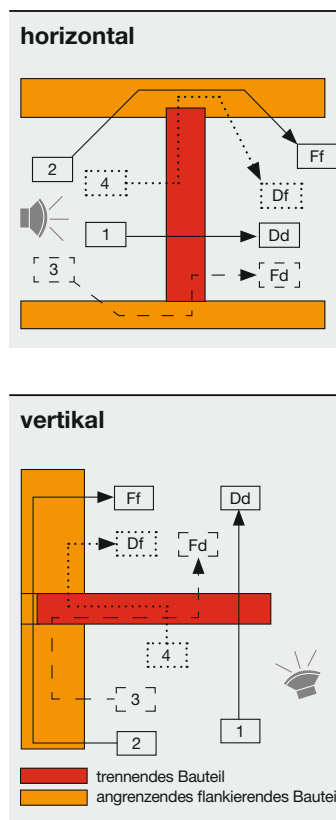 horizontal
2
Ff
4
Df
1
Dd
3
Fd
vertikal
Ff
Dd
Df
Fd
4
3
2
1
trennendes Bauteil
angrenzendes flankierendes Bauteil